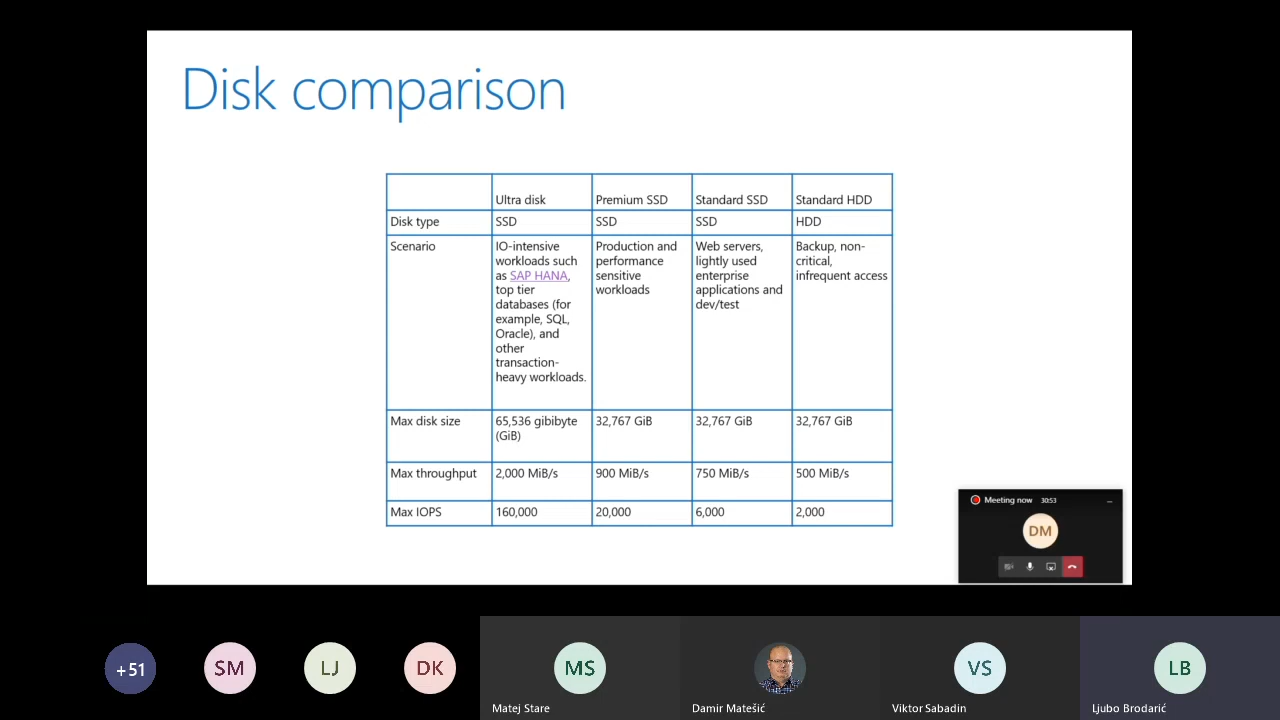 Disk comparison
Ultra disk
Premium SSD
Standard SSD
Standard HDD
Disk type
SSD
SSD
SSD
HDD
Scenario
IO-intensive
workloads such
as SAP HANA,
top tier
databases (for
example, SQL,
Oracle), and
other
transaction-
heavy workloads.
Production and
performance
sensitive
workloads
Web servers,
lightly used
enterprise
applications and
dev/test
Backup, non-
critical,
infrequent access
Max disk size
65,536 gibibyte
(GiB)
32,767 GiB
32,767 GiB
32,767 GiB
Max throughput
2,000 MiB/s
900 MiB/s
750 MiB/s
500 MiB/s
Max IOPS
160,000
20,000
6,000
2,000
Meeting now 30:53
DM
+51
SM
LJ
DK
MS
VS
LB
Matej Stare
Damir Matešić
Viktor Sabadin
Ljubo Brodarić